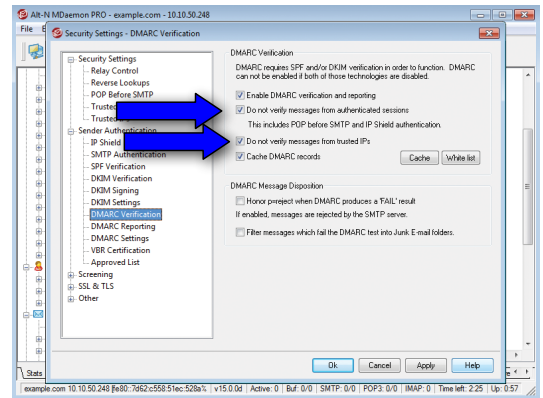 Alt-N MDaemon PRO - example.com - 10.10.50.248
File
Security Settings - DMARC Verification
Security Settings
Relay Control
Reverse Lookups
POP Before SMTP
Trusted
Trusted
Sender Authentication
IP Shield
SMTP Authentication
SPF Verification
DKIM Verification
DKIM Signing
DKIM Settings
DMARC Verification
DMARC Reporting
DMARC Settings
VBR Certification
Approved List
Screening
SSL & TLS
Other
DMARC Verification
DMARC requires SPF and/or DKIM verification in order to function. DMARC
can not be enabled if both of those technologies are disabled.
Enable DMARC verification and reporting
Do not verify messages from authenticated sessions
This includes POP before SMTP and IP Shield authentication.
Do not verify messages from trusted IPs
Cache DMARC records
Cache
White list
DMARC Message Disposition
Honor p=reject when DMARC produces a 'FAIL' result
If enabled, messages are rejected by the SMTP server.
Filter messages which fail the DMARC test into Junk E-mail folders.
Ok
Cancel
Apply
Help
Stats
example.com 10.10.50.248 fe80::7d62:c558:51ec:528a% v15.0.0d Active: 0 Buf: 0/0 SMTP: 0/0 POP3: 0/0 IMAP: 0 Time left: 2:25 Up: 0:57